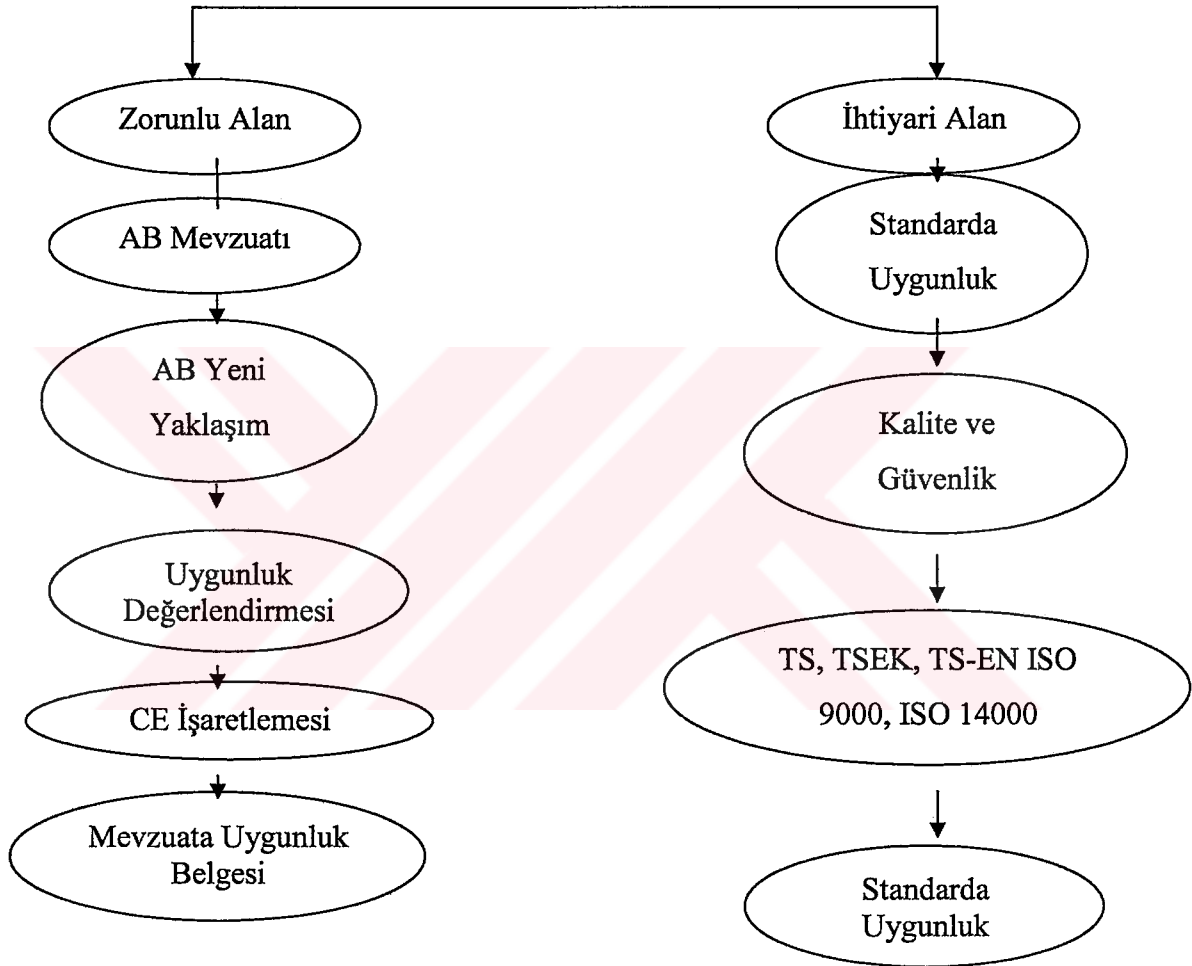 Zorunlu Alan
AB Mevzuatı
AB Yeni
Yaklaşım
Uygunluk
Değerlendirmesi
CE İşaretlemesi
Mevzuata Uygunluk
Belgesi
İhtiyari Alan
Standarda
Uygunluk
Kalite ve
Güvenlik
TS, TSEK, TS-EN ISO
9000, ISO 14000
Standarda
Uygunluk